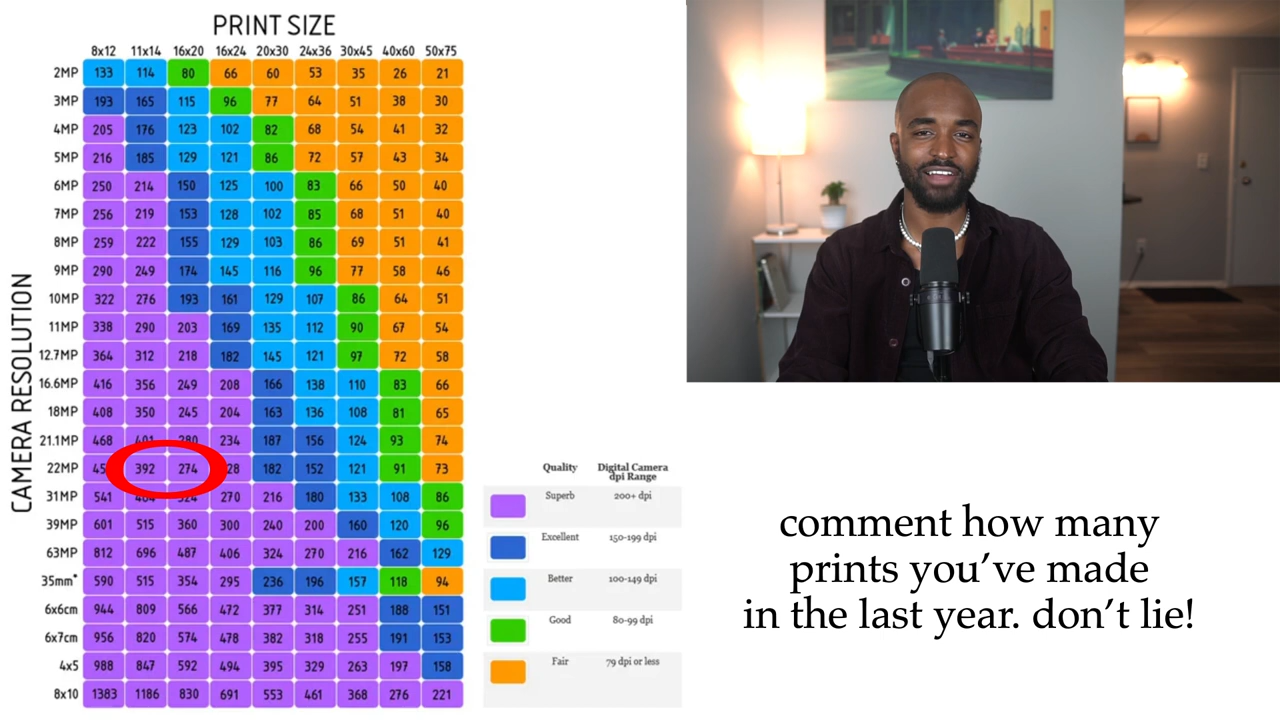 PRINT SIZE
8x12 11x14 16x20 16x24 20x30 24x36 30x45 40x60 50x75
CAMERA RESOLUTION
2MP 133 114 80 66 60 53 35 26 21
3MP 193 165 115 96 77 64 51 38 30
4MP 205 176 123 102 82 68 54 41 32
5MP 216 185 129 121 86 72 57 43 34
6MP 250 214 150 125 100 83 66 50 40
7MP 256 219 153 128 102 85 68 51 40
8MP 259 222 155 129 103 86 69 51 41
9MP 290 249 174 145 116 96 77 58 46
10MP 322 276 193 161 129 107 86 64 51
11MP 338 290 203 169 135 112 90 67 54
12.7MP 364 312 218 182 145 121 97 72 58
16.6MP 416 356 249 208 166 138 110 83 66
18MP 408 350 245 204 163 136 108 81 65
21.1MP 468 401 280 234 187 156 124 93 74
22MP 45 392 274 28 182 152 121 91 73
31MP 541 464 324 270 216 180 133 108 86
39MP 601 515 360 300 240 200 160 120 96
63MP 812 696 487 406 324 270 216 162 129
35mm* 590 515 354 295 236 196 157 118 94
6x6cm 944 809 566 472 377 314 251 188 151
6x7cm 956 820 574 478 382 318 255 191 153
4x5 988 847 592 494 395 329 263 197 158
8x10 1383 1186 830 691 553 461 368 276 221
Quality Digital Camera
dpi Range
Superb 200+ dpi
Excellent 150-199 dpi
Better 100-149 dpi
Good 80-99 dpi
Fair 79 dpi or less
comment how many
prints you've made
in the last year. don't lie!